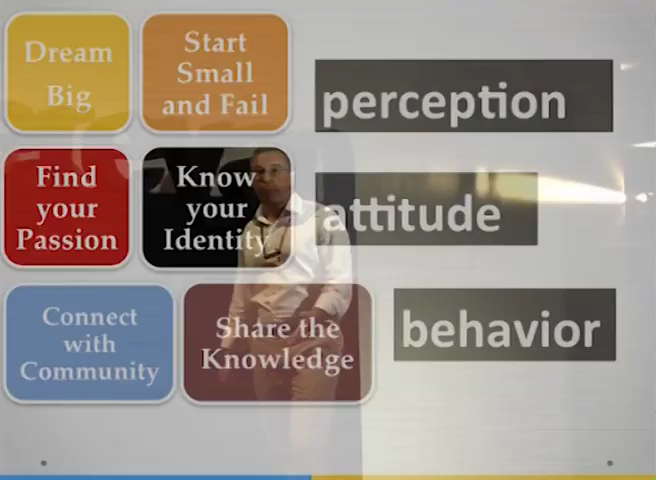 Dream
Big
Start
Small
and Fail
perception
Find
your
Passion
Know
your
Identity
attitude
Connect
with
Community
Share the
Knowledge
behavior